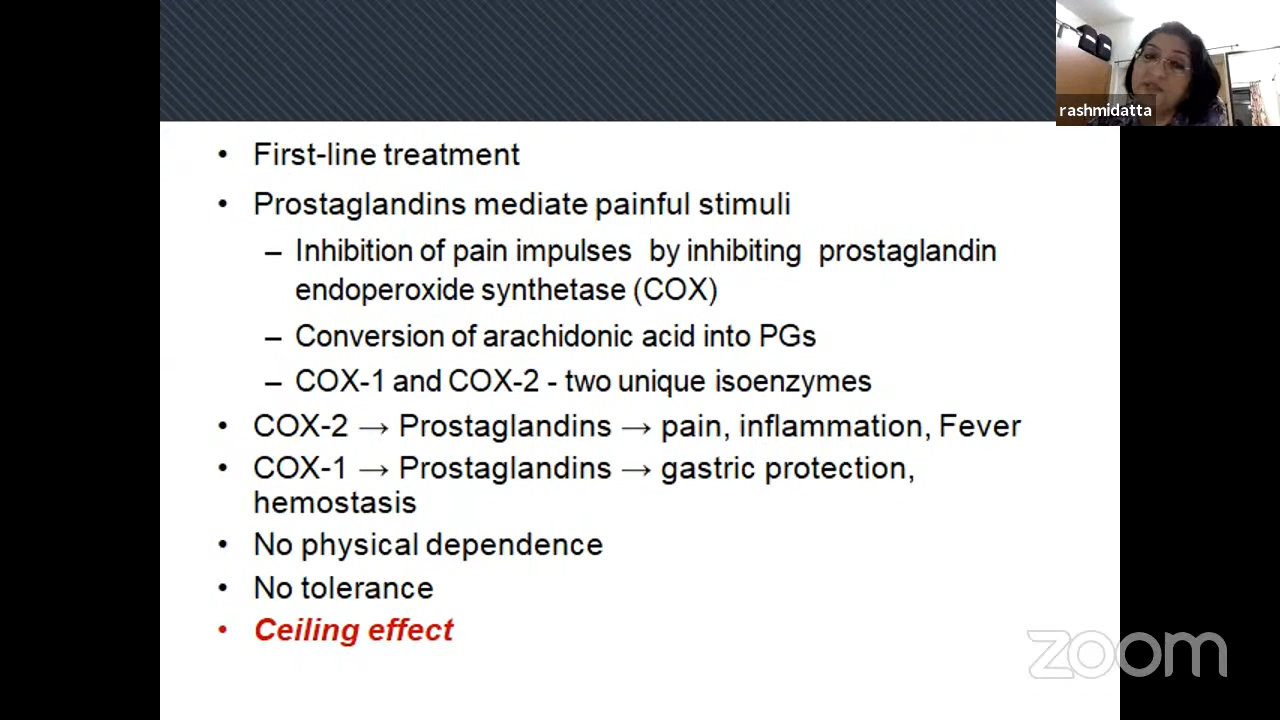 rashmidatta
• First-line treatment
• Prostaglandins mediate painful stimuli
– Inhibition of pain impulses by inhibiting prostaglandin
endoperoxide synthetase (COX)
– Conversion of arachidonic acid into PGs
– COX-1 and COX-2 - two unique isoenzymes
• COX-2 → Prostaglandins → pain, inflammation, Fever
• COX-1 → Prostaglandins → gastric protection,
hemostasis
• No physical dependence
• No tolerance
• Ceiling effect
zoom